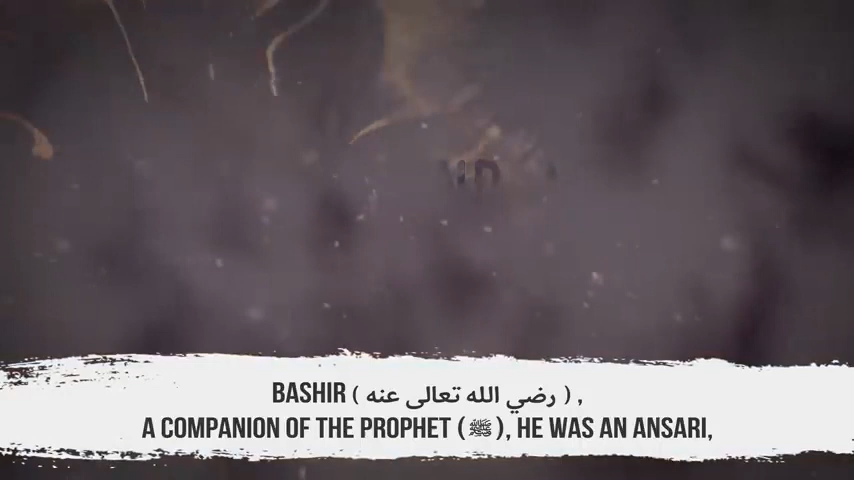 BASHIR ( رضي الله تعالى عنه ) ,
A COMPANION OF THE PROPHET ( ﷺ ), HE WAS AN ANSARI,